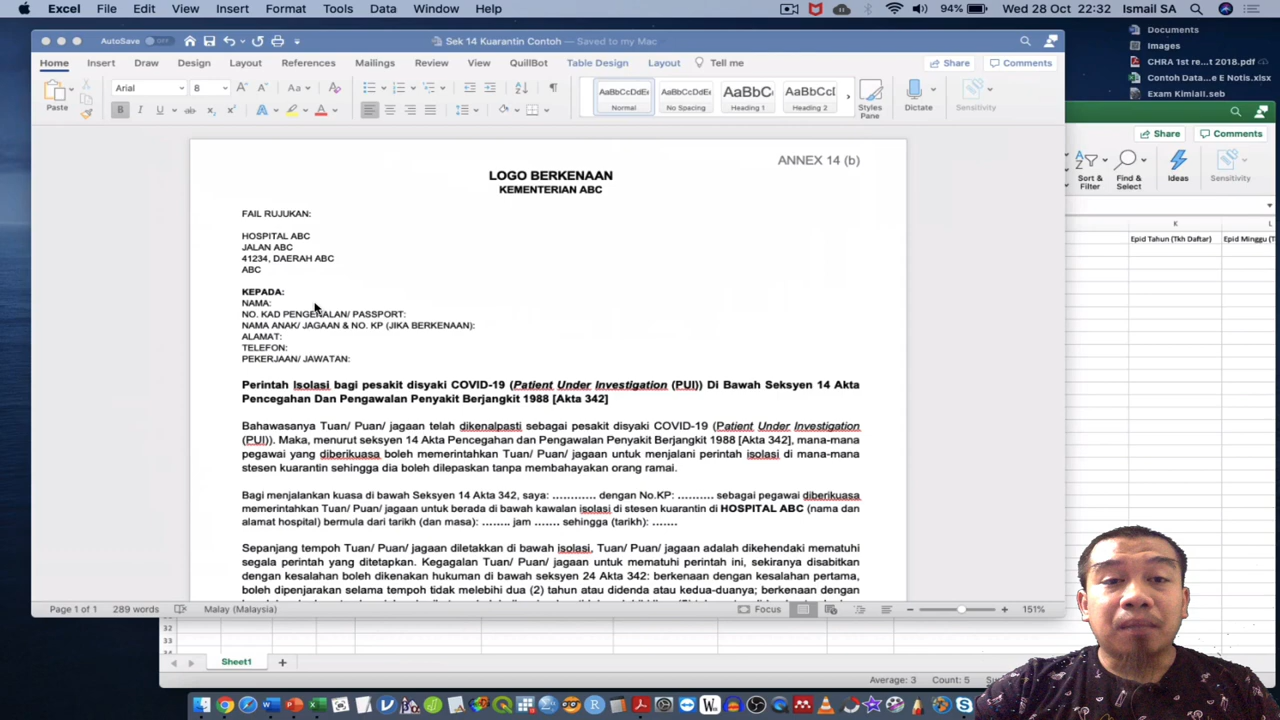 Excel File Edit View Insert Format Tools Data Window Help 94% Wed 28 Oct 22:32 Ismail SA
Documents
Images
CHRA 1st re...t 2018.pdf
Contoh Data...e E Notis.xlsx
Exam KimiaII.seb
AutoSave OFF Sek 14 Kuarantin Contoh — Saved to my Mac
Home Insert Draw Design Layout References Mailings Review View QuillBot Table Design Layout Tell me Share Comments
Paste Arial 8 AaBbCcDdEe Normal AaBbCcDdEe No Spacing AaBbC Heading 1 AaBbCcD Heading 2 Styles Pane Dictate Sensitivity
Share Comments
Sort & Filter Find & Select Ideas Sensitivity
K L
Epid Tahun (Tkh Daftar) Epid Minggu (T
ANNEX 14 (b)
LOGO BERKENAAN
KEMENTERIAN ABC
FAIL RUJUKAN:
HOSPITAL ABC
JALAN ABC
41234, DAERAH ABC
ABC
KEPADA:
NAMA:
NO. KAD PENGENALAN/ PASSPORT:
NAMA ANAK/ JAGAAN & NO. KP (JIKA BERKENAAN):
ALAMAT:
TELEFON:
PEKERJAAN/ JAWATAN:
Perintah Isolasi bagi pesakit disyaki COVID-19 (Patient Under Investigation (PUI)) Di Bawah Seksyen 14 Akta
Pencegahan Dan Pengawalan Penyakit Berjangkit 1988 [Akta 342]
Bahawasanya Tuan/ Puan/ jagaan telah dikenalpasti sebagai pesakit disyaki COVID-19 (Patient Under Investigation
(PUI)). Maka, menurut seksyen 14 Akta Pencegahan dan Pengawalan Penyakit Berjangkit 1988 [Akta 342], mana-mana
pegawai yang diberikuasa boleh memerintahkan Tuan/ Puan/ jagaan untuk menjalani perintah isolasi di mana-mana
stesen kuarantin sehingga dia boleh dilepaskan tanpa membahayakan orang ramai.
Bagi menjalankan kuasa di bawah Seksyen 14 Akta 342, saya: ............ dengan No.KP: .......... sebagai pegawai diberikuasa
memerintahkan Tuan/ Puan/ jagaan untuk berada di bawah kawalan isolasi di stesen kuarantin di HOSPITAL ABC (nama dan
alamat hospital) bermula dari tarikh (dan masa): ........ jam ....... sehingga (tarikh): .......
Sepanjang tempoh Tuan/ Puan/ jagaan diletakkan di bawah isolasi, Tuan/ Puan/ jagaan adalah dikehendaki mematuhi
segala perintah yang ditetapkan. Kegagalan Tuan/ Puan/ jagaan untuk mematuhi perintah ini, sekiranya disabitkan
dengan kesalahan boleh dikenakan hukuman di bawah seksyen 24 Akta 342: berkenaan dengan kesalahan pertama,
boleh dipenjarakan selama tempoh tidak melebihi dua (2) tahun atau didenda atau kedua-duanya; berkenaan dengan
Page 1 of 1 289 words Malay (Malaysia) Focus 151%
32
33
Sheet1
Average: 3 Count: 5